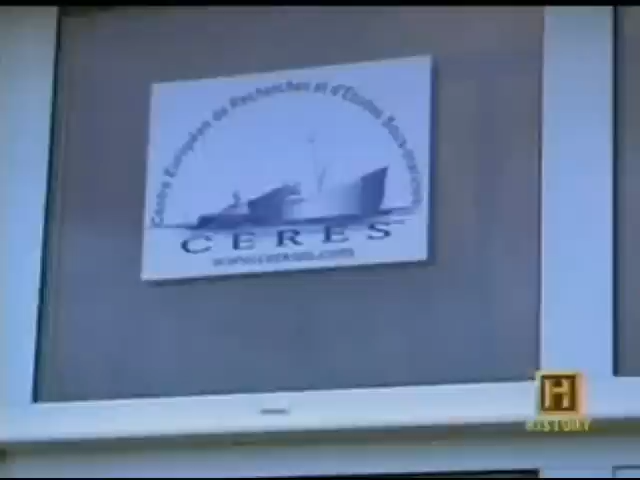 Centre Européen de Recherches et d'Etudes Sous-marines
CERES
H
HISTORY